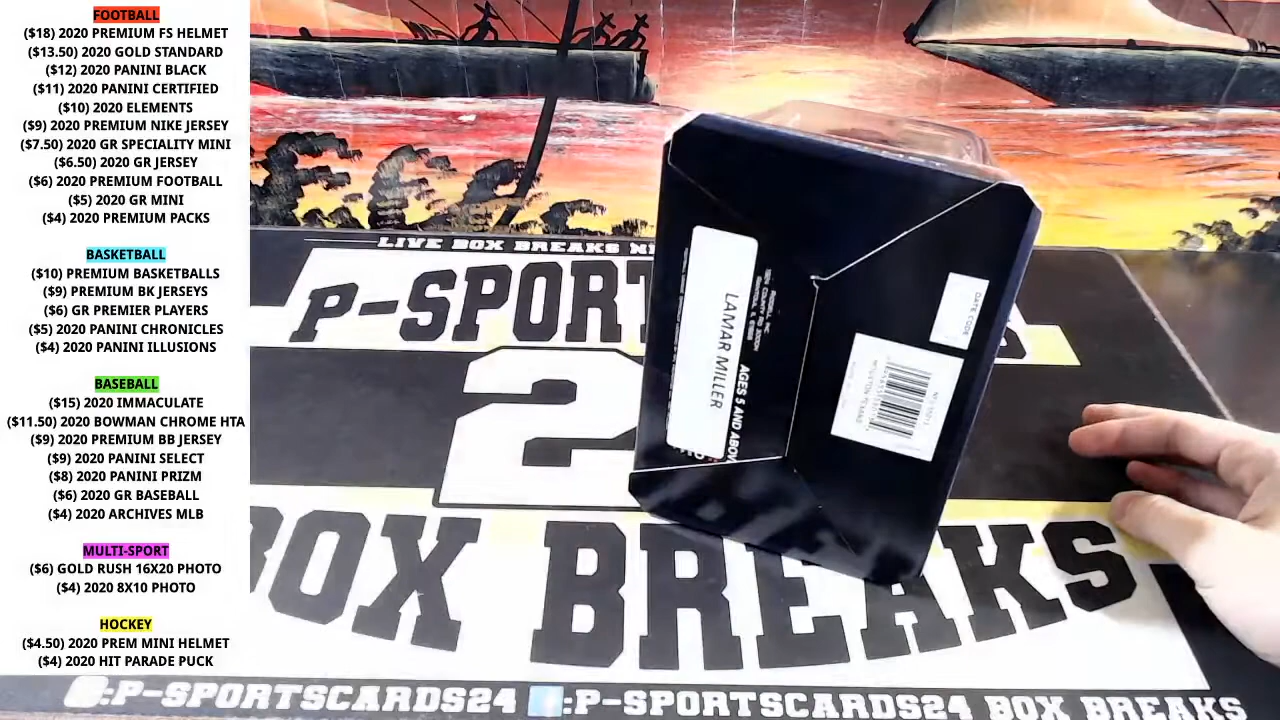 FOOTBALL
($18) 2020 PREMIUM FS HELMET
($13.50) 2020 GOLD STANDARD
($12) 2020 PANINI BLACK
($11) 2020 PANINI CERTIFIED
($10) 2020 ELEMENTS
($9) 2020 PREMIUM NIKE JERSEY
($7.50) 2020 GR SPECIALITY MINI
($6.50) 2020 GR JERSEY
($6) 2020 PREMIUM FOOTBALL
($5) 2020 GR MINI
($4) 2020 PREMIUM PACKS
BASKETBALL
($10) PREMIUM BASKETBALLS
($9) PREMIUM BK JERSEYS
($6) GR PREMIER PLAYERS
($5) 2020 PANINI CHRONICLES
($4) 2020 PANINI ILLUSIONS
BASEBALL
($15) 2020 IMMACULATE
($11.50) 2020 BOWMAN CHROME HTA
($9) 2020 PREMIUM BB JERSEY
($9) 2020 PANINI SELECT
($8) 2020 PANINI PRIZM
($6) 2020 GR BASEBALL
($4) 2020 ARCHIVES MLB
MULTI-SPORT
($6) GOLD RUSH 16X20 PHOTO
($4) 2020 8X10 PHOTO
HOCKEY
($4.50) 2020 PREM MINI HELMET
($4) 2020 HIT PARADE PUCK
LIVE BOX BREAKS
P-SPORT
2
BOX BREAKS
:P-SPORTSCARDS24 :P-SPORTSCARDS24 BOX BREAKS
LAMAR MILLER
AGES 5 AND
DATE CODE